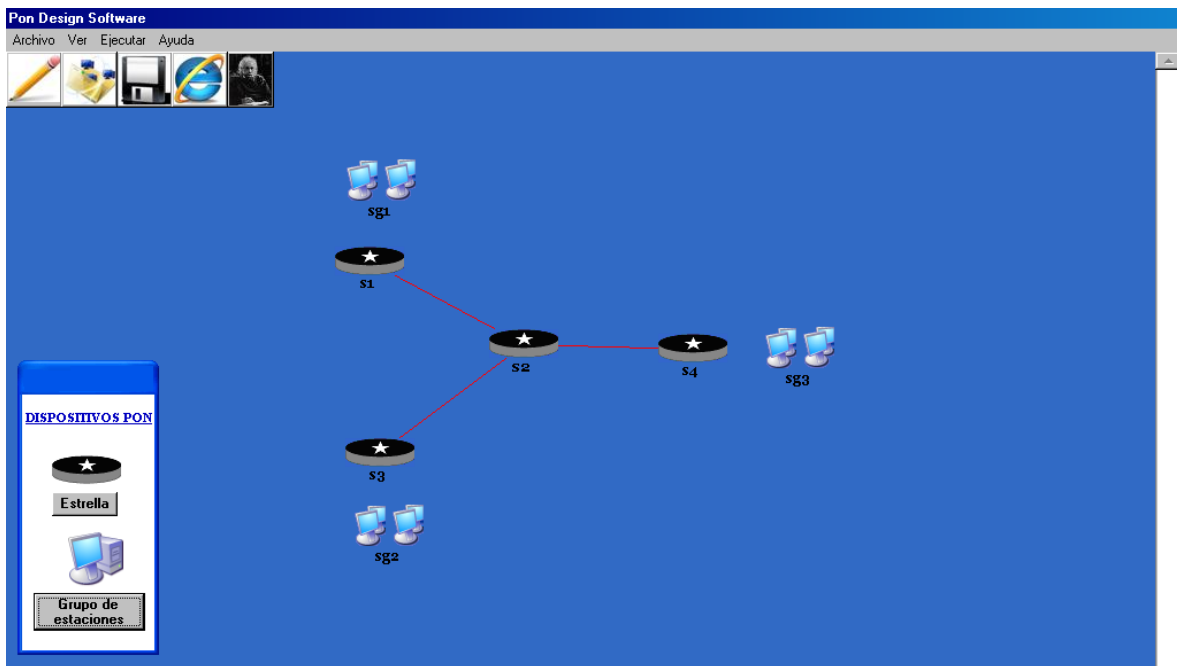 Pon Design Software
Archivo Ver Ejecutar Ayuda
sg1
s1
s2
s4
sg3
s3
sg2
DISPOSITIVOS PON
Estrella
Grupo de
estaciones